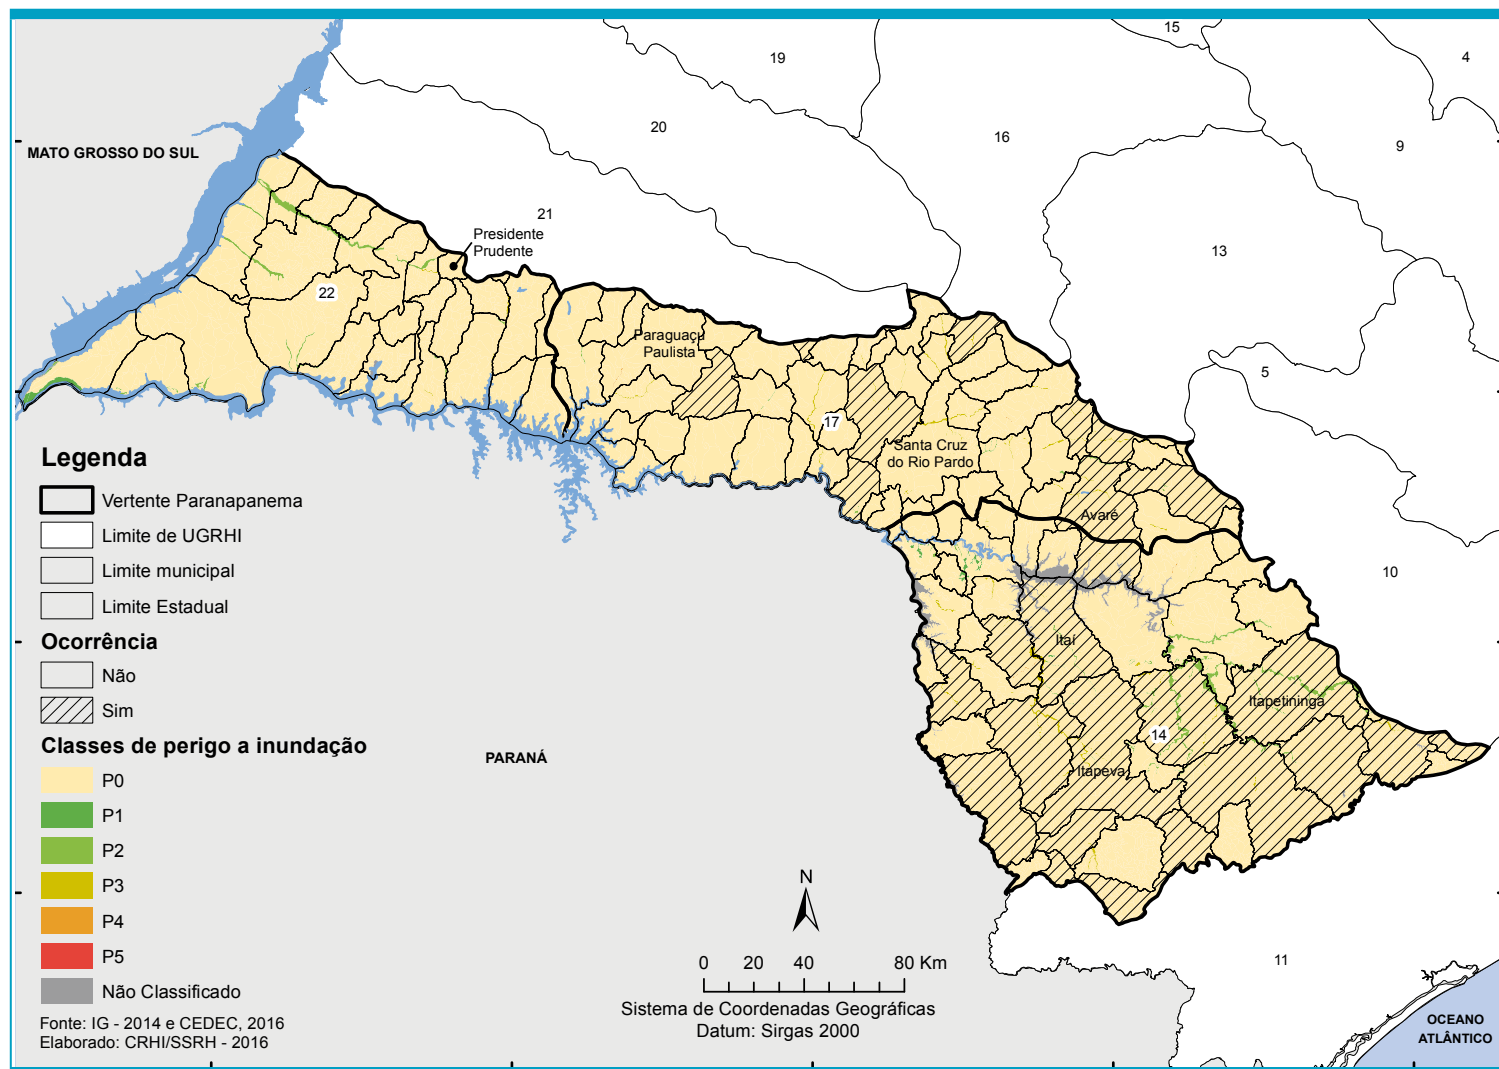 15
4
19
20
16
9
MATO GROSSO DO SUL
21
Presidente
Prudente
13
22
Paraguaçu
Paulista
5
17
Santa Cruz
do Rio Pardo
Avaré
10
Itaí
Itapetininga
14
Itapeva
PARANÁ
11
OCEANO
ATLÂNTICO
Legenda
Vertente Paranapanema
Limite de UGRHI
Limite municipal
Limite Estadual
Ocorrência
Não
Sim
Classes de perigo a inundação
P0
P1
P2
P3
P4
P5
Não Classificado
Fonte: IG - 2014 e CEDEC, 2016
Elaborado: CRHI/SSRH - 2016
N
0 20 40 80 Km
Sistema de Coordenadas Geográficas
Datum: Sirgas 2000